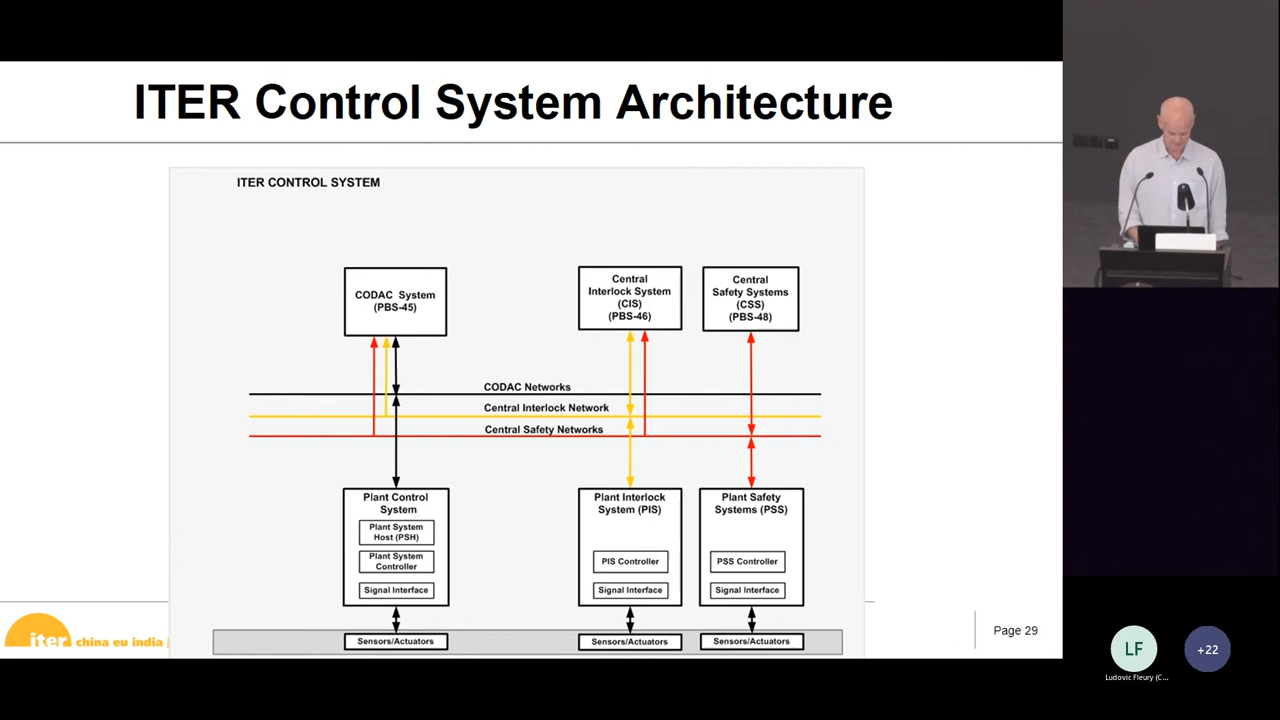 ITER Control System Architecture
ITER CONTROL SYSTEM
CODAC System
(PBS-45)
Central
Interlock System
(CIS)
(PBS-46)
Central
Safety Systems
(CSS)
(PBS-48)
CODAC Networks
Central Interlock Network
Central Safety Networks
Plant Control
System
Plant System
Host (PSH)
Plant System
Controller
Signal Interface
Plant Interlock
System (PIS)
PIS Controller
Signal Interface
Plant Safety
Systems (PSS)
PSS Controller
Signal Interface
Sensors/Actuators
Sensors/Actuators
Sensors/Actuators
iter china eu india
Page 29
LF
+22
Ludovic Fleury (C...